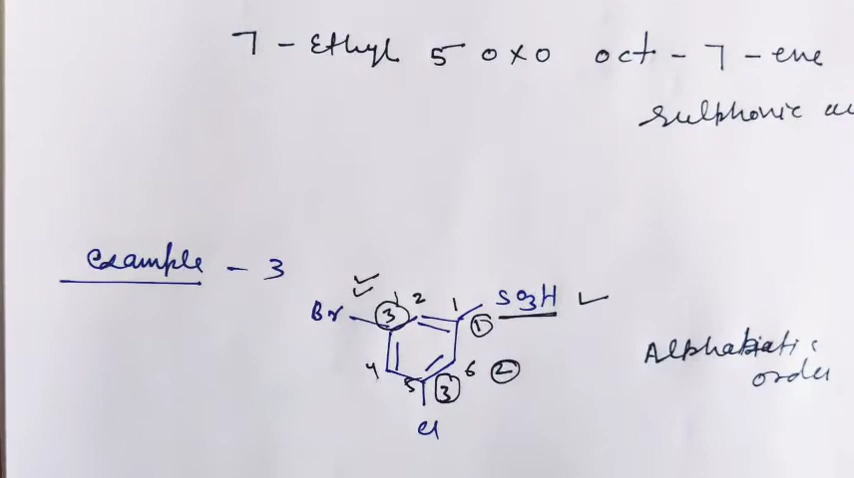 7 - Ethyl 5 oxo oct - 7 - ene
sulphonic
Example - 3
Br 3 2 1 SO3H
1
4 5 3 6 2
Cl
Alphabiatic
order